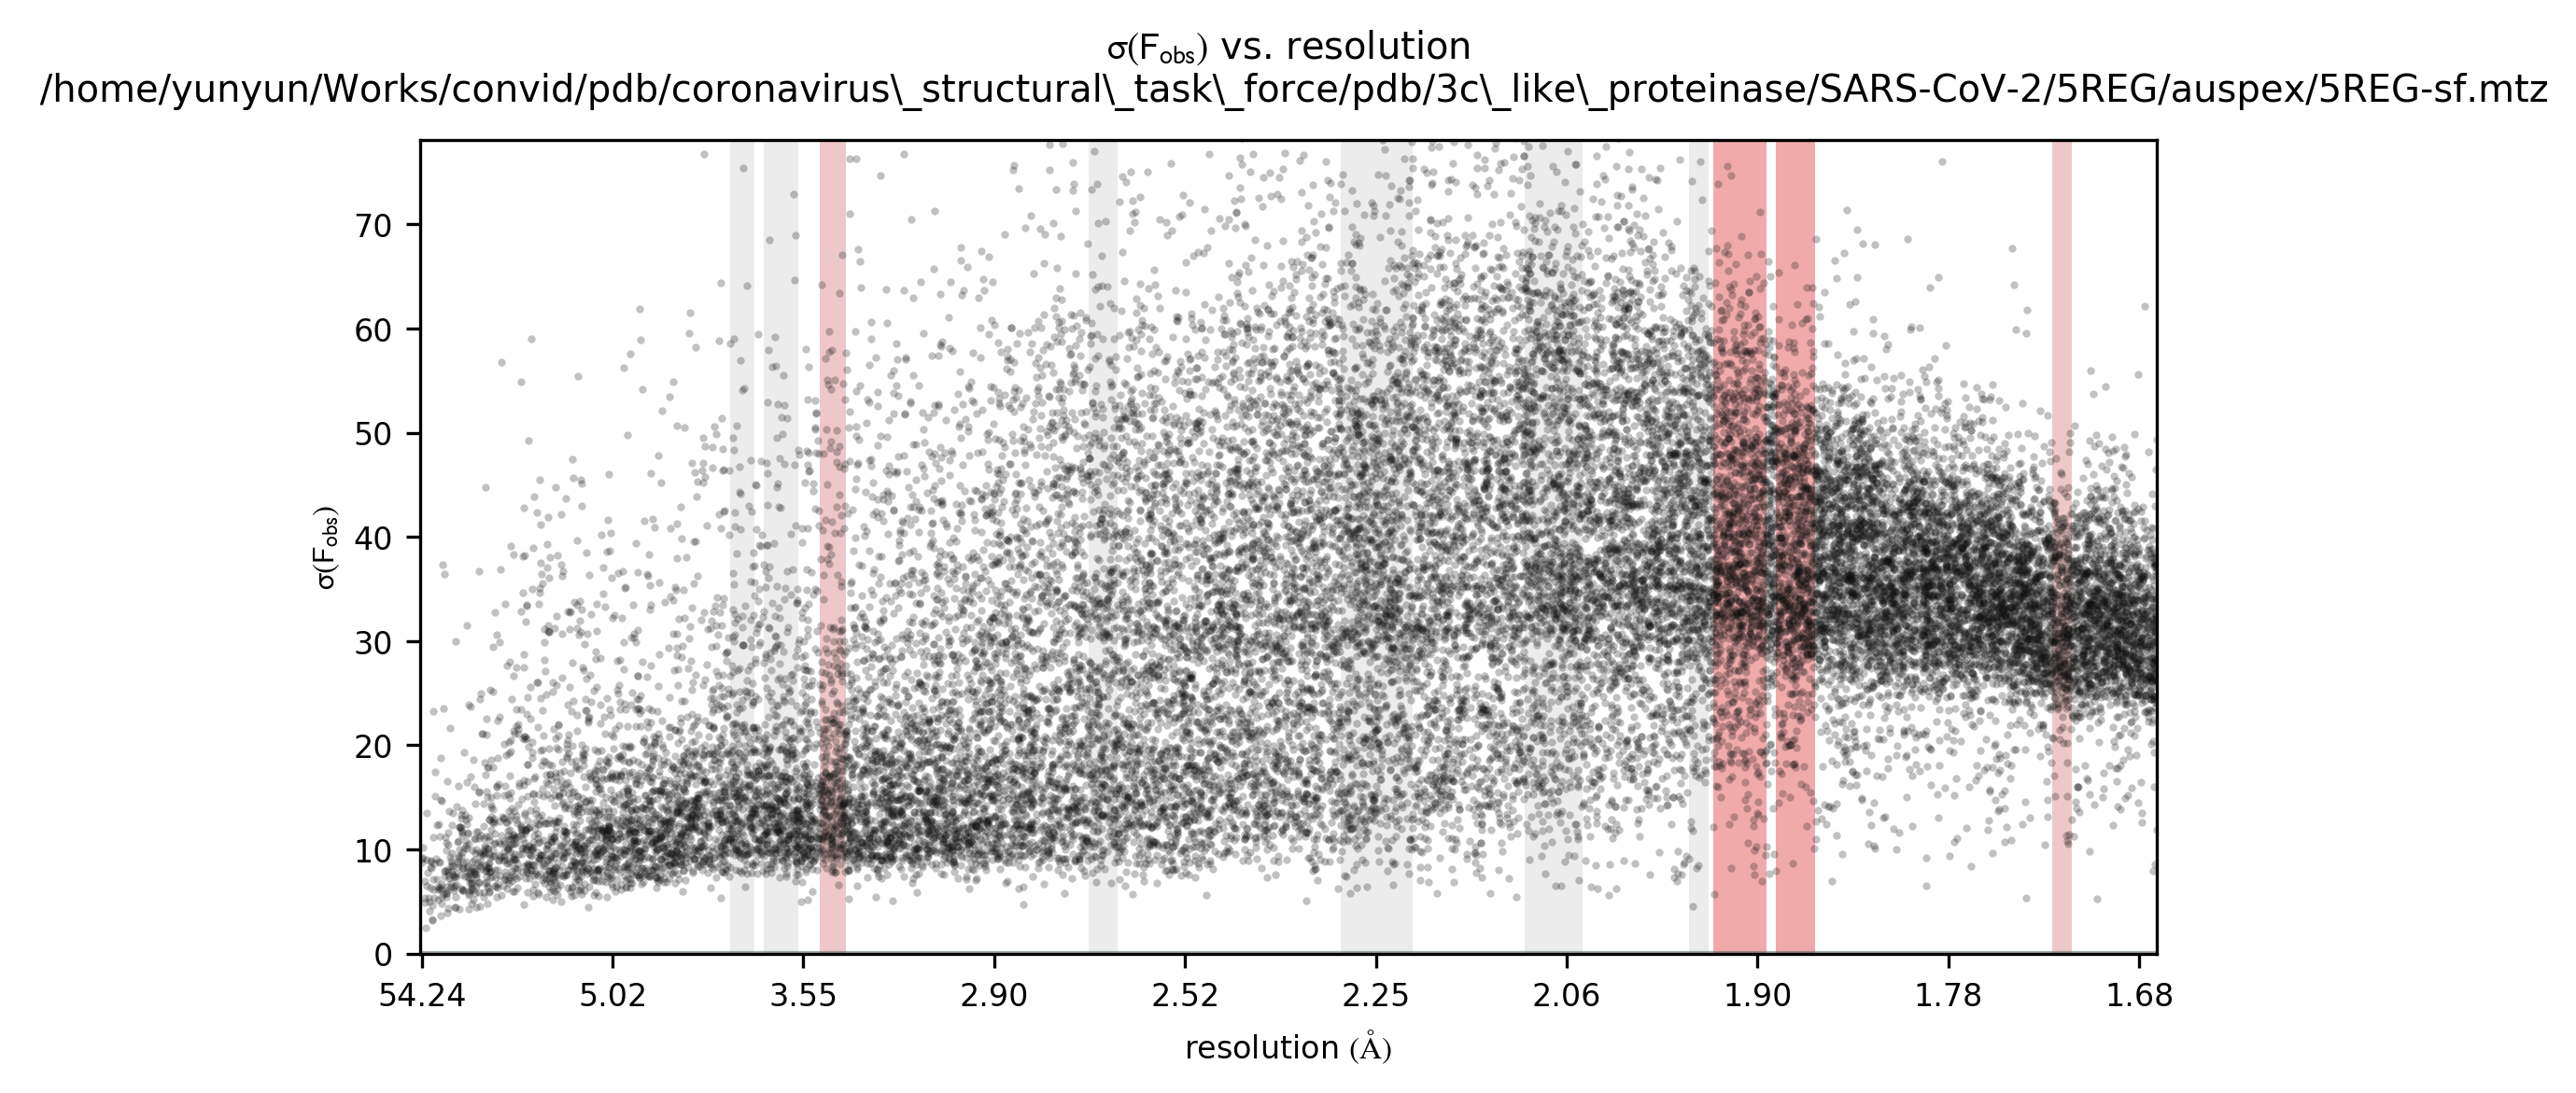 σ(F_obs) vs. resolution
/home/yunyun/Works/convid/pdb/coronavirus\_structural\_task\_force/pdb/3c\_like\_proteinase/SARS-CoV-2/5REG/auspex/5REG-sf.mtz
σ(F_obs)
70
60
50
40
30
20
10
0
54.24 5.02 3.55 2.90 2.52 2.25 2.06 1.90 1.78 1.68
resolution (Å)